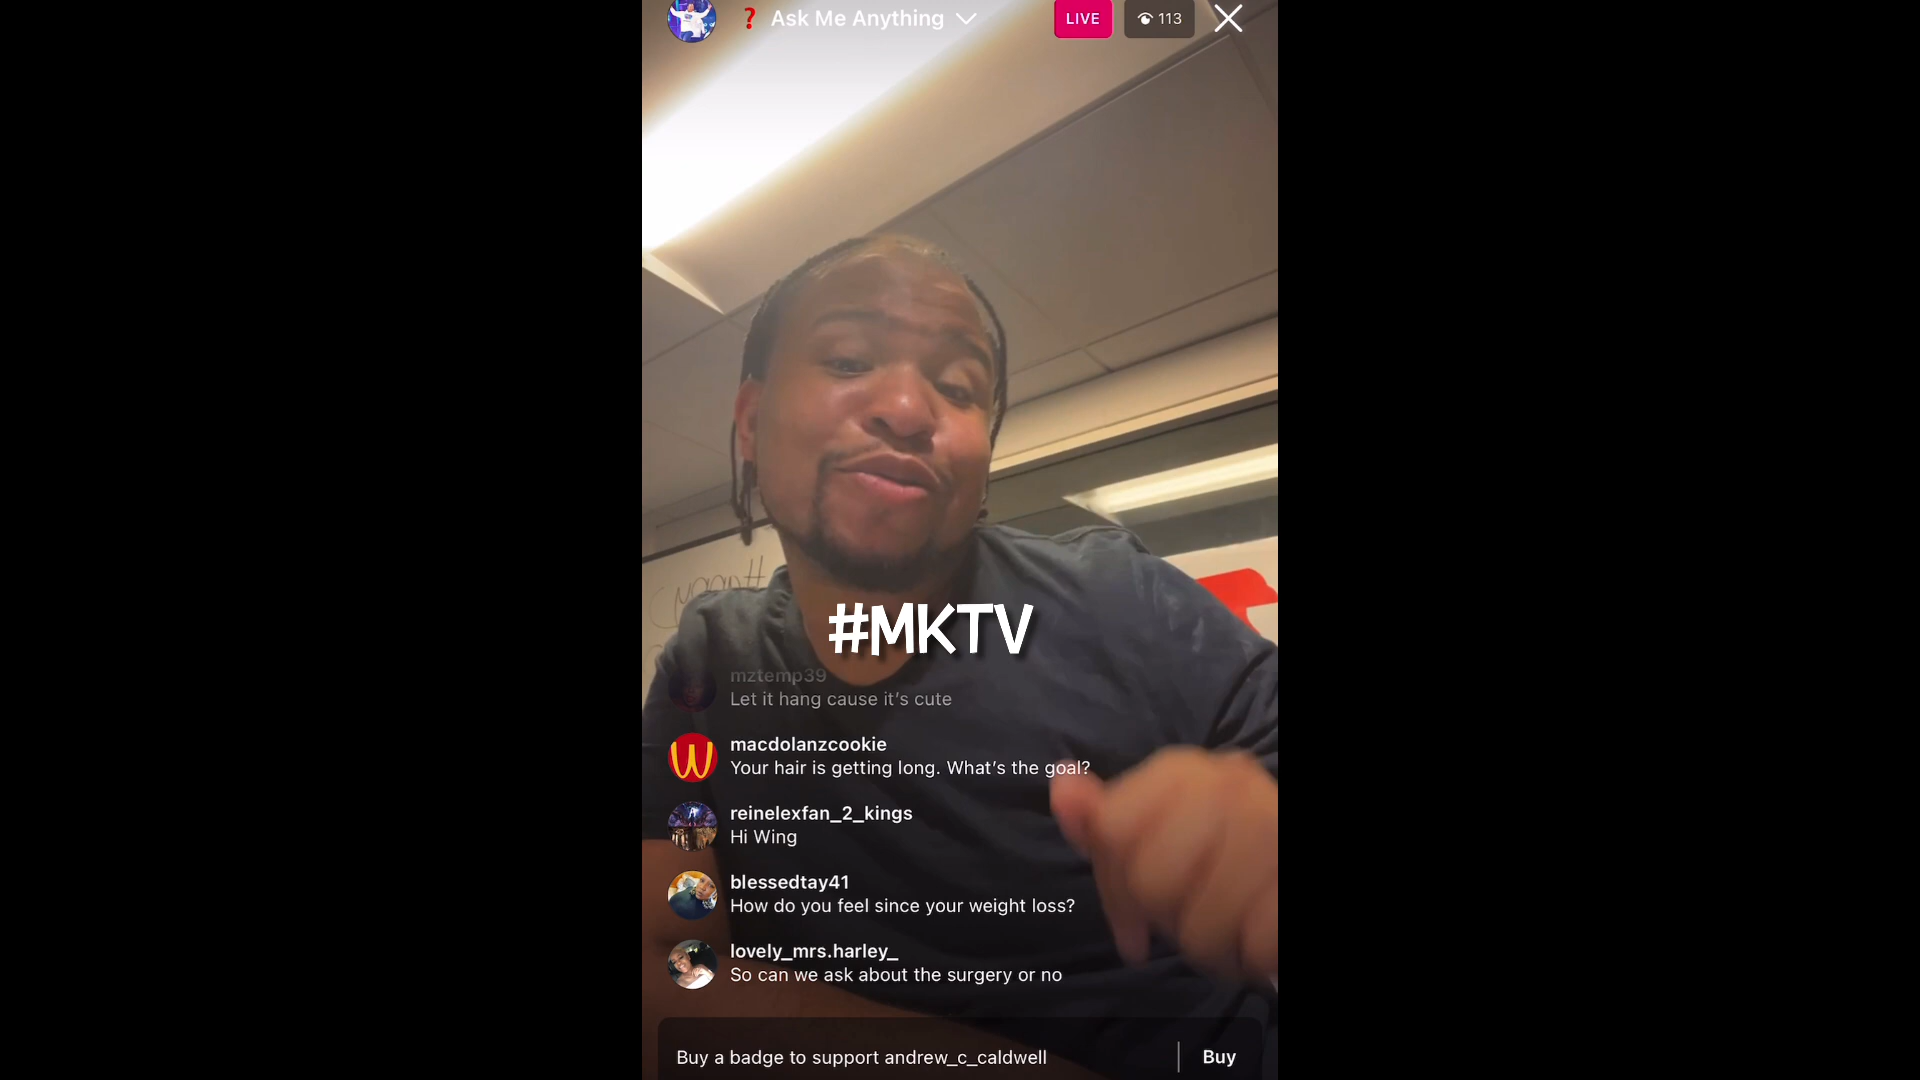 ❓ Ask Me Anything
LIVE
113
#MKTV
mztemp39
Let it hang cause it's cute
macdolanzcookie
Your hair is getting long. What's the goal?
reinelexfan_2_kings
Hi Wing
blessedtay41
How do you feel since your weight loss?
lovely_mrs.harley_
So can we ask about the surgery or no
Buy a badge to support andrew_c_caldwell
Buy